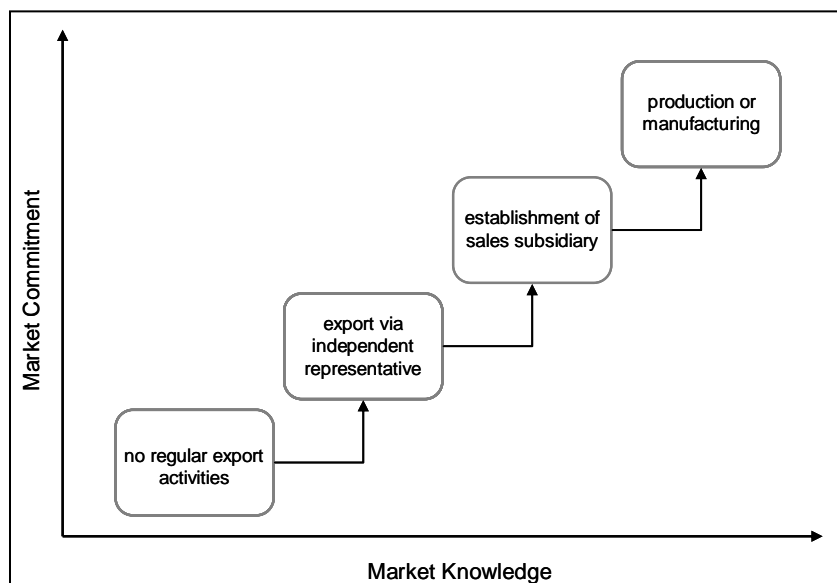 production or
manufacturing
establishment of
sales subsidiary
export via
independent
representative
no regular export
activities
Market Commitment
Market Knowledge